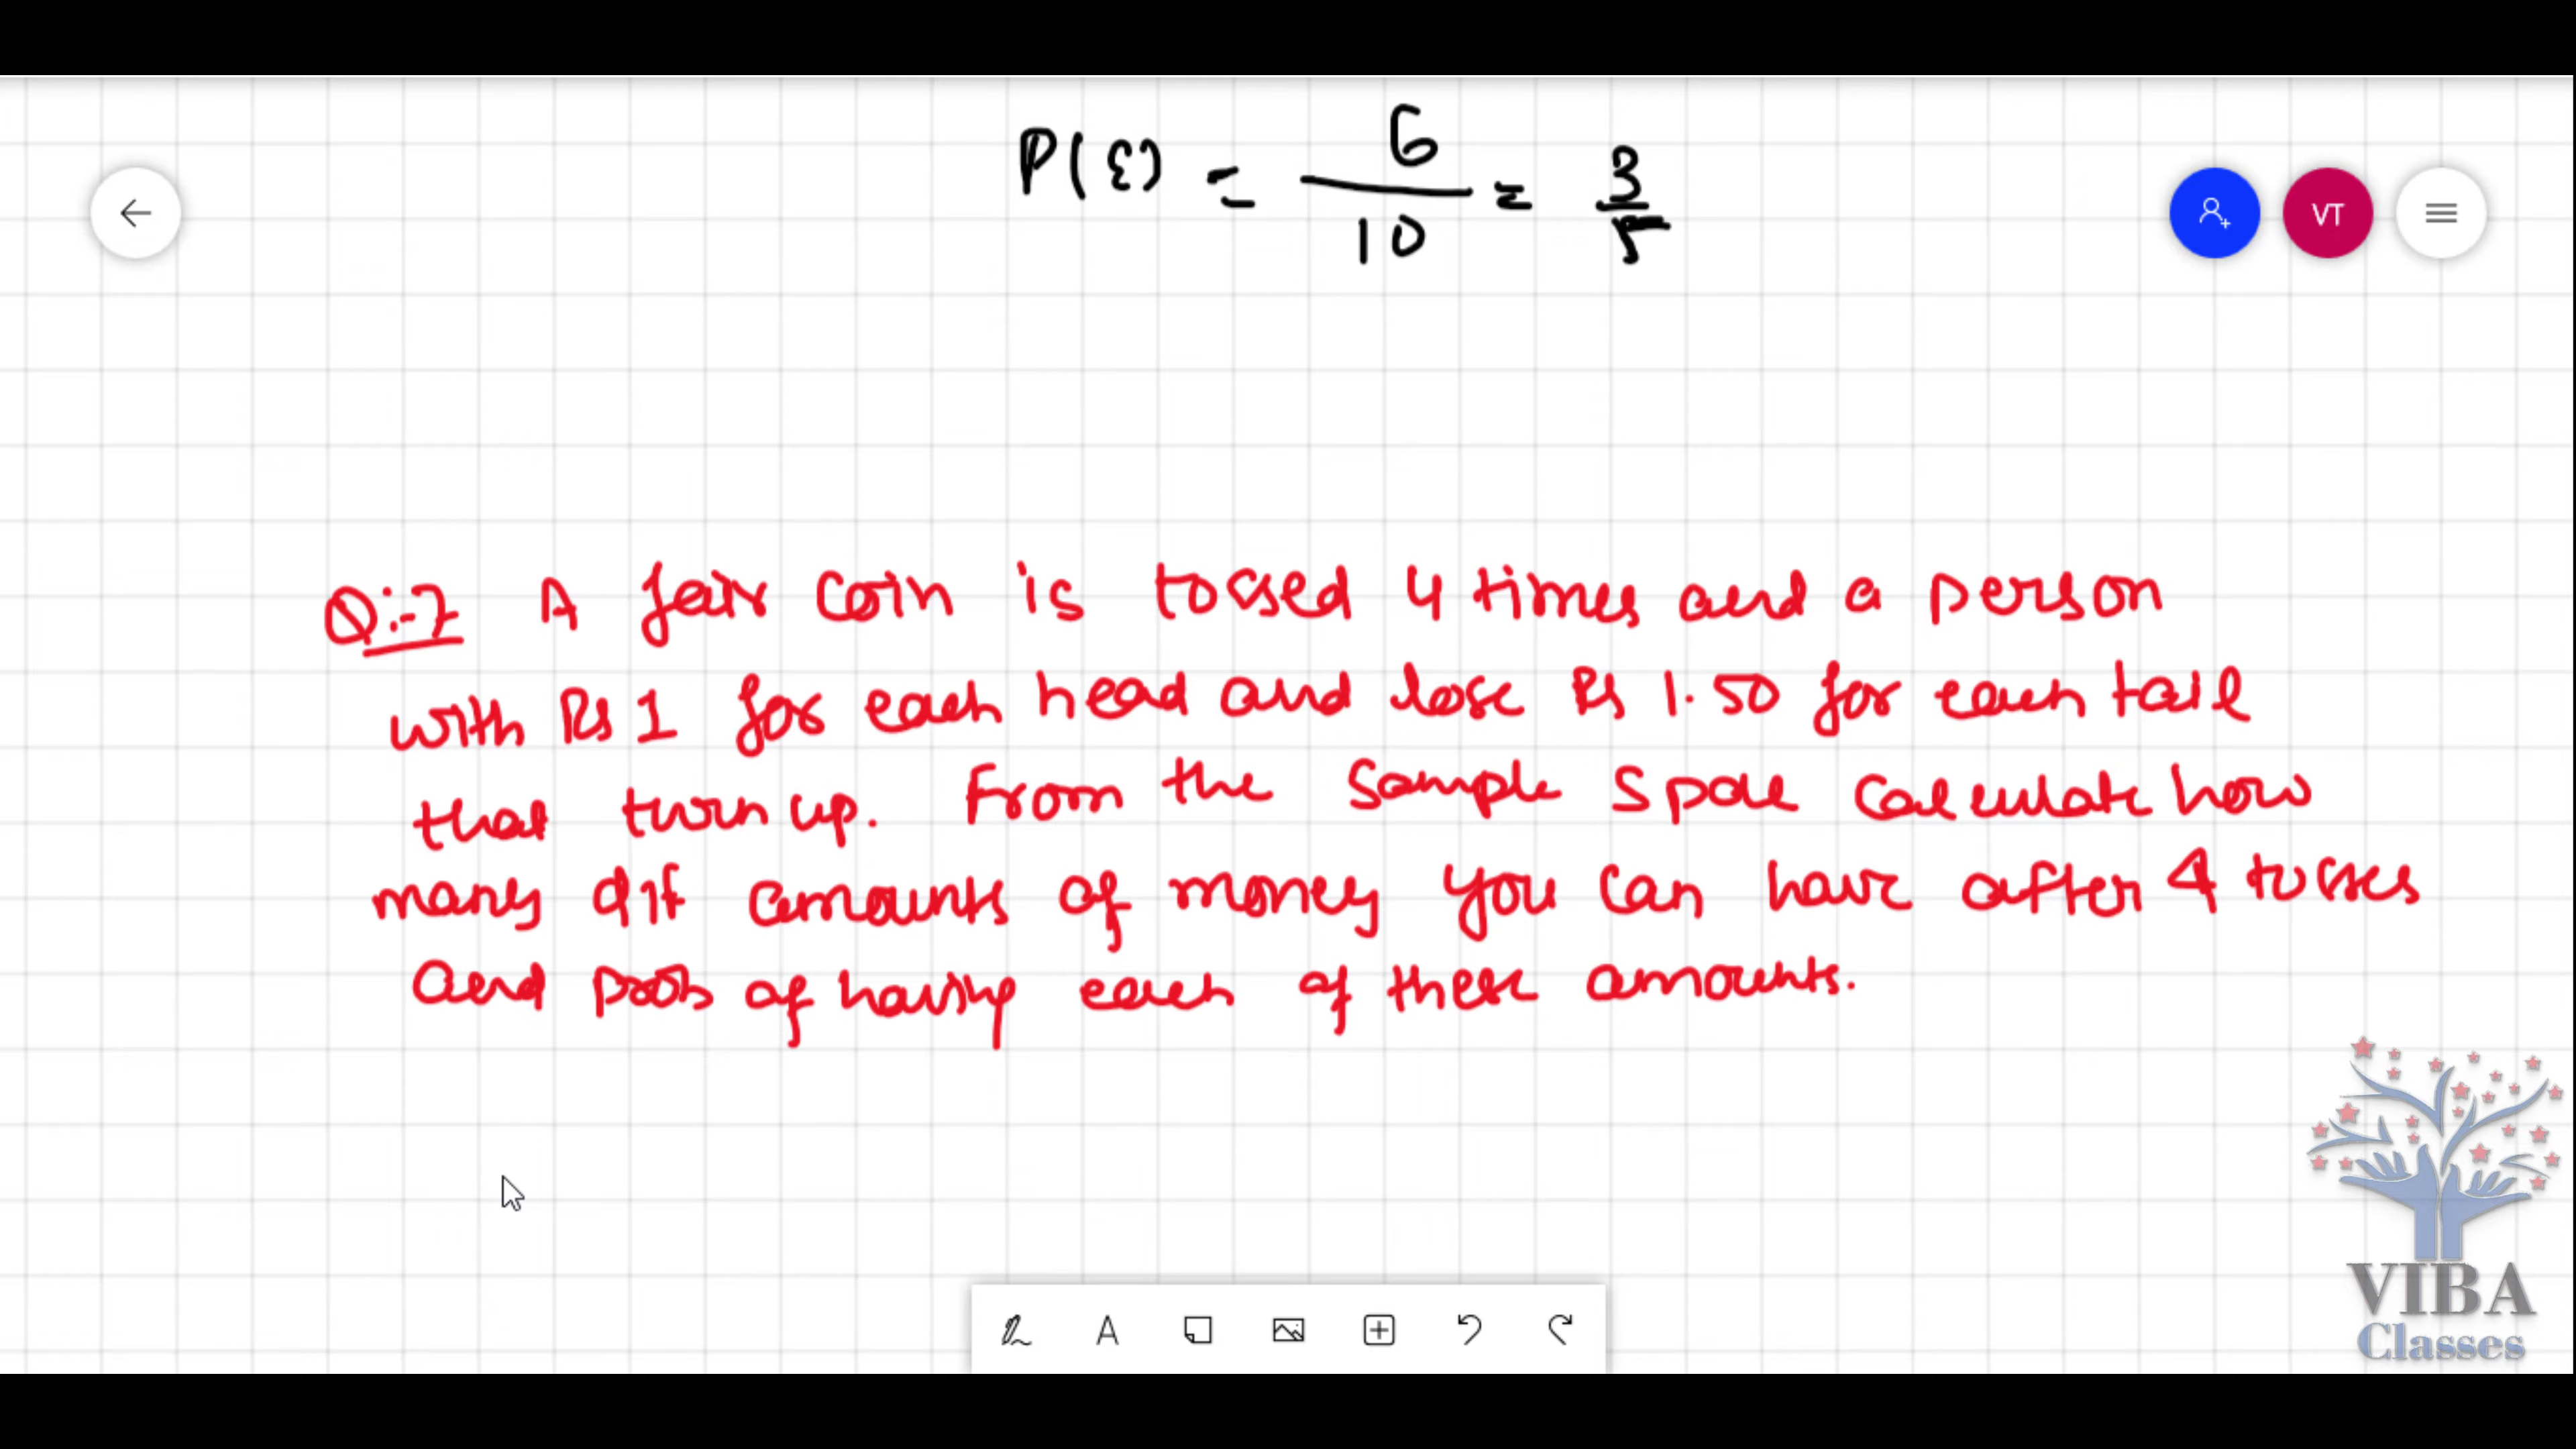 P(E) = 6/10 = 3/5
VT
Q:-7 A fair coin is tossed 4 times and a person
with Rs 1 for each head and lose Rs 1.50 for each tail
that turn up. From the Sample Space Calculate how
many dif amounts of money you can have after 4 tosses
and prob of having each of these amounts.
A
VIBA
Classes